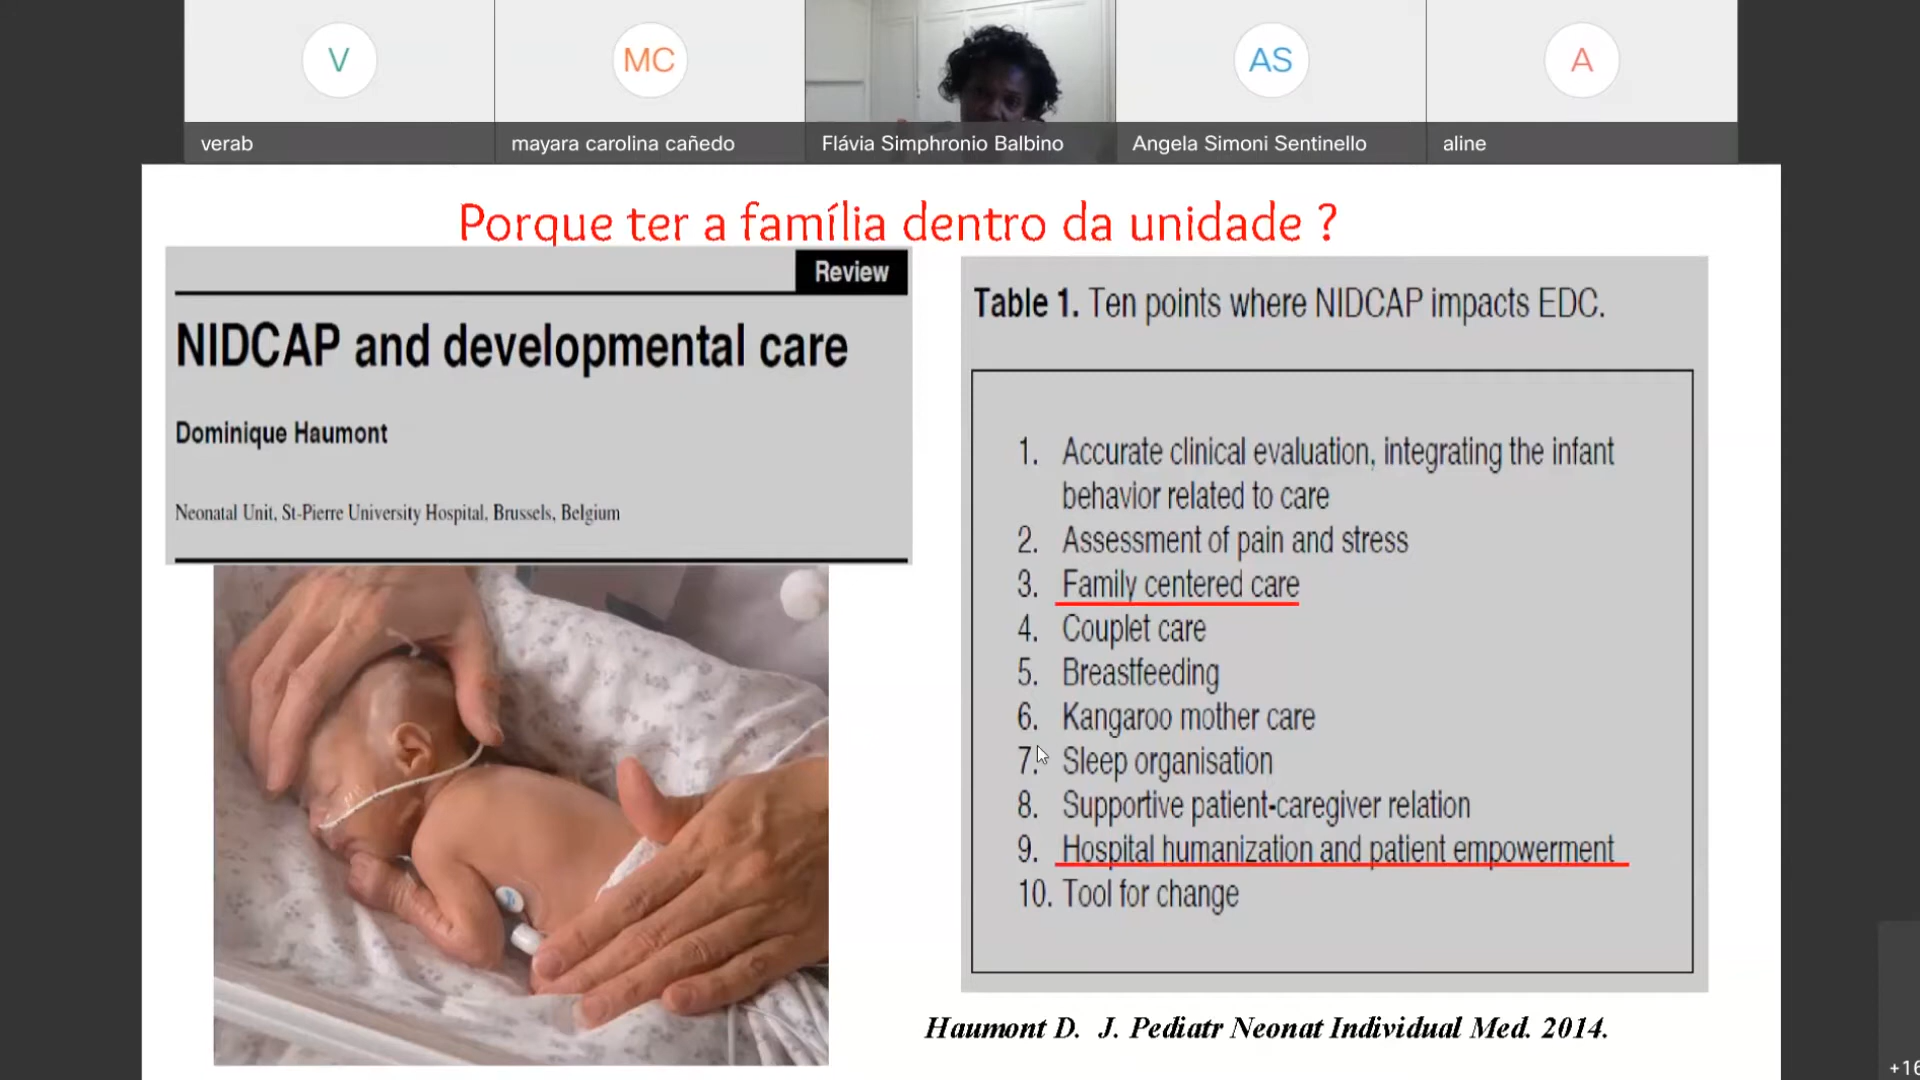 V
MC
AS
A
verab
mayara carolina cañedo
Flávia Simphronio Balbino
Angela Simoni Sentinello
aline
Porque ter a família dentro da unidade ?
Review
NIDCAP and developmental care
Dominique Haumont
Neonatal Unit, St-Pierre University Hospital, Brussels, Belgium
Table 1. Ten points where NIDCAP impacts EDC.
1. Accurate clinical evaluation, integrating the infant
behavior related to care
2. Assessment of pain and stress
3. Family centered care
4. Couplet care
5. Breastfeeding
6. Kangaroo mother care
7. Sleep organisation
8. Supportive patient-caregiver relation
9. Hospital humanization and patient empowerment
10. Tool for change
Haumont D. J. Pediatr Neonat Individual Med. 2014.
+16